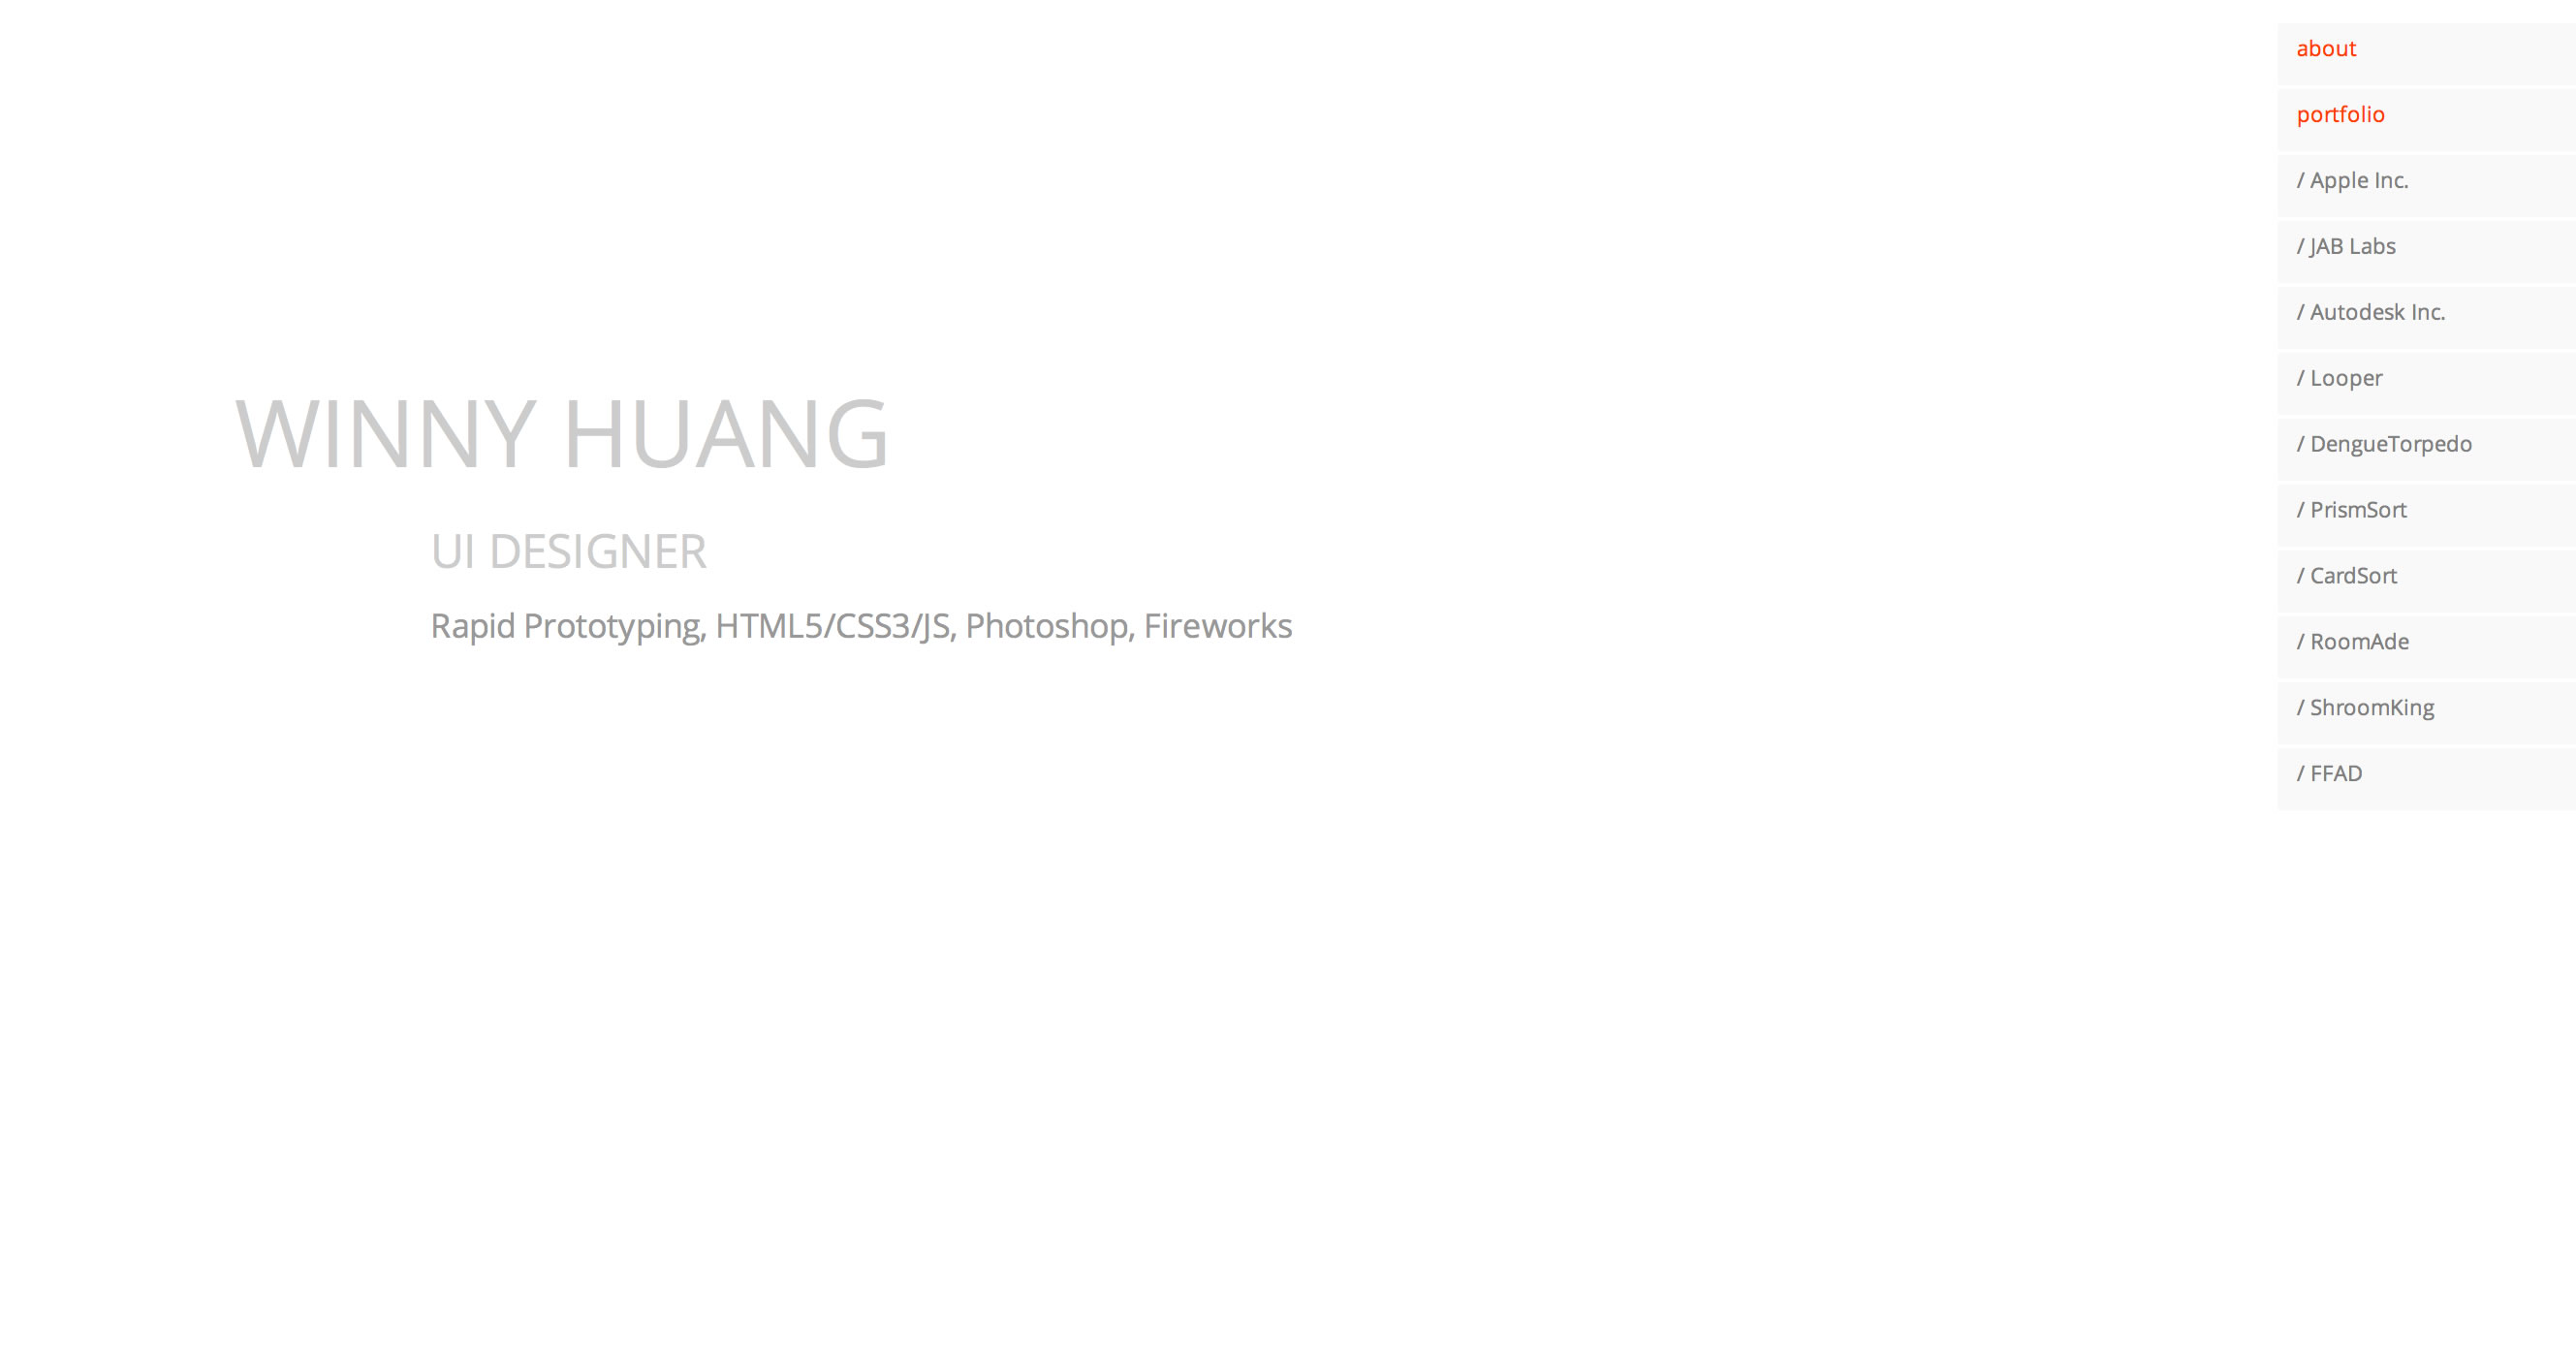 WINNY HUANG
UI DESIGNER
Rapid Prototyping, HTML5/CSS3/JS, Photoshop, Fireworks
about
portfolio
/ Apple Inc.
/ JAB Labs
/ Autodesk Inc.
/ Looper
/ DengueTorpedo
/ PrismSort
/ CardSort
/ RoomAde
/ ShroomKing
/ FFAD